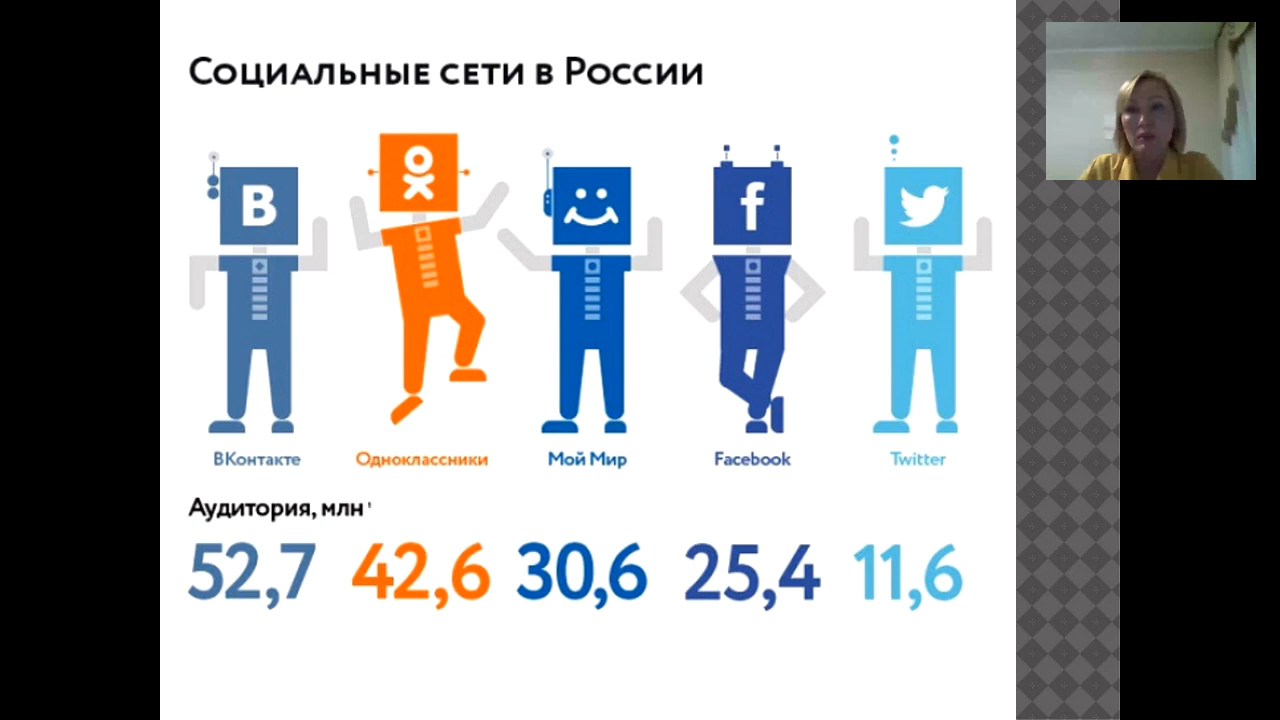 Социальные сети в России
В
f
ВКонтакте Одноклассники Мой Мир Facebook Twitter
Аудитория, млн ¹
52,7 42,6 30,6 25,4 11,6